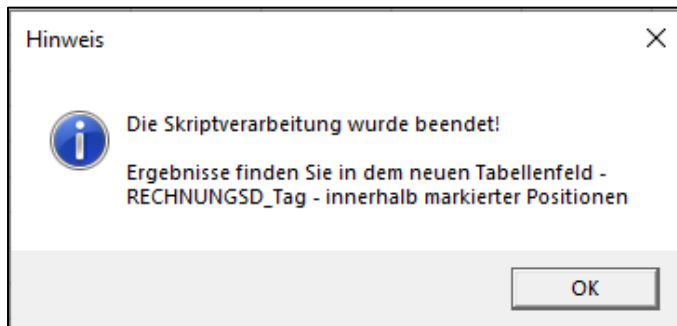 Hinweis
Die Skriptverarbeitung wurde beendet!
Ergebnisse finden Sie in dem neuen Tabellenfeld -
RECHNUNGSD_Tag - innerhalb markierter Positionen
OK